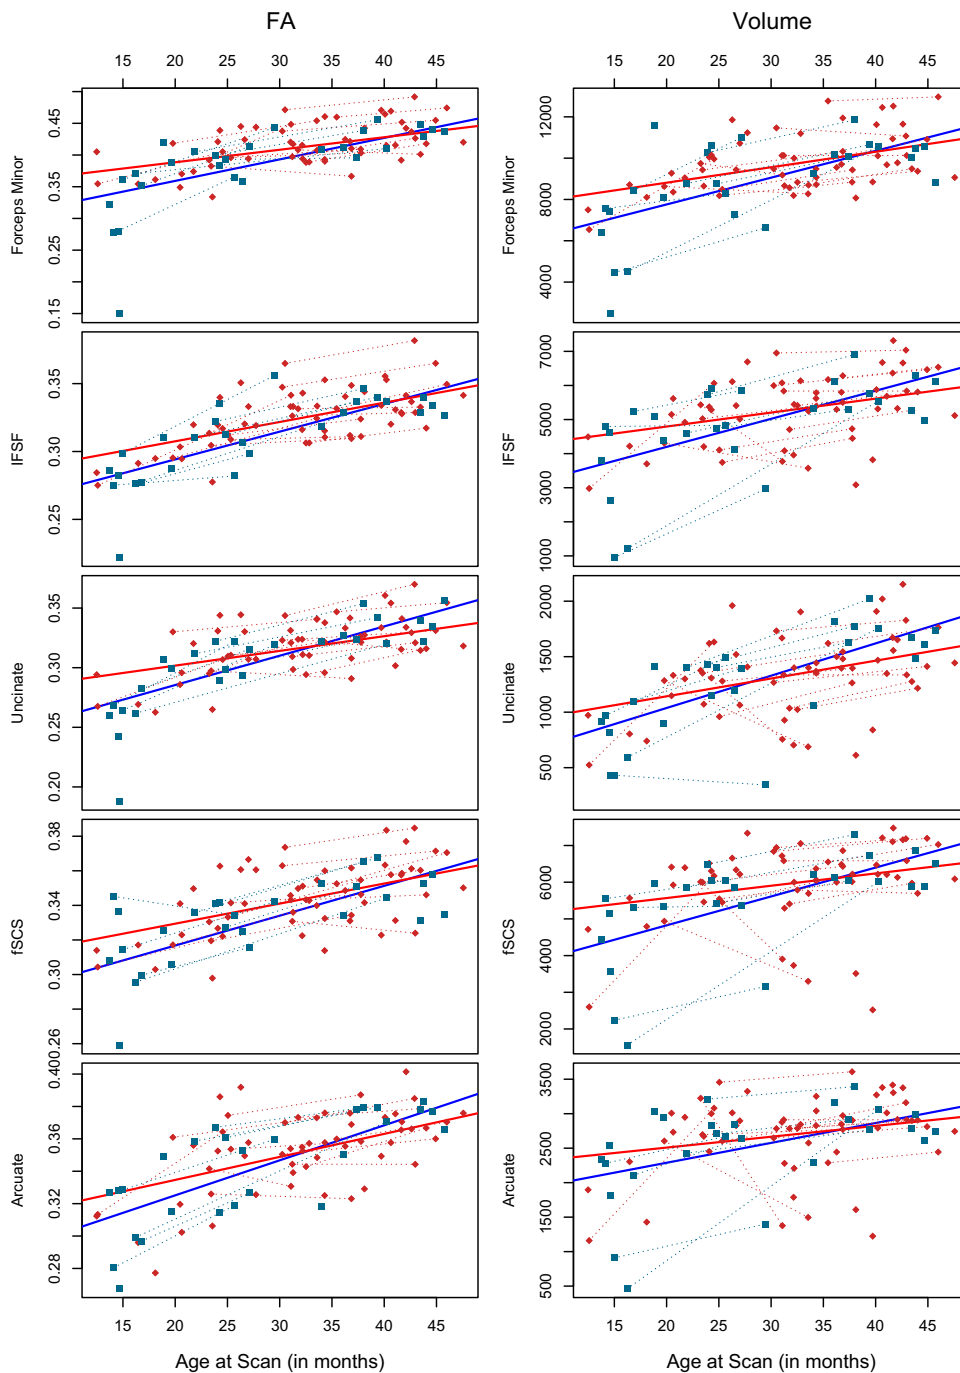 FA Volume
15 20 25 30 35 40 45 15 20 25 30 35 40 45
Forceps Minor 0.15 0.25 0.35 0.45 Forceps Minor 4000 8000 12000
IFSF 0.25 0.30 0.35 IFSF 1000 3000 5000 7000
Uncinate 0.20 0.25 0.30 0.35 Uncinate 500 1000 1500 2000
fSCS 0.26 0.30 0.34 0.38 fSCS 2000 4000 6000
Arcuate 0.28 0.32 0.36 0.400 Arcuate 500 1500 2500 3500
15 20 25 30 35 40 45 15 20 25 30 35 40 45
Age at Scan (in months) Age at Scan (in months)